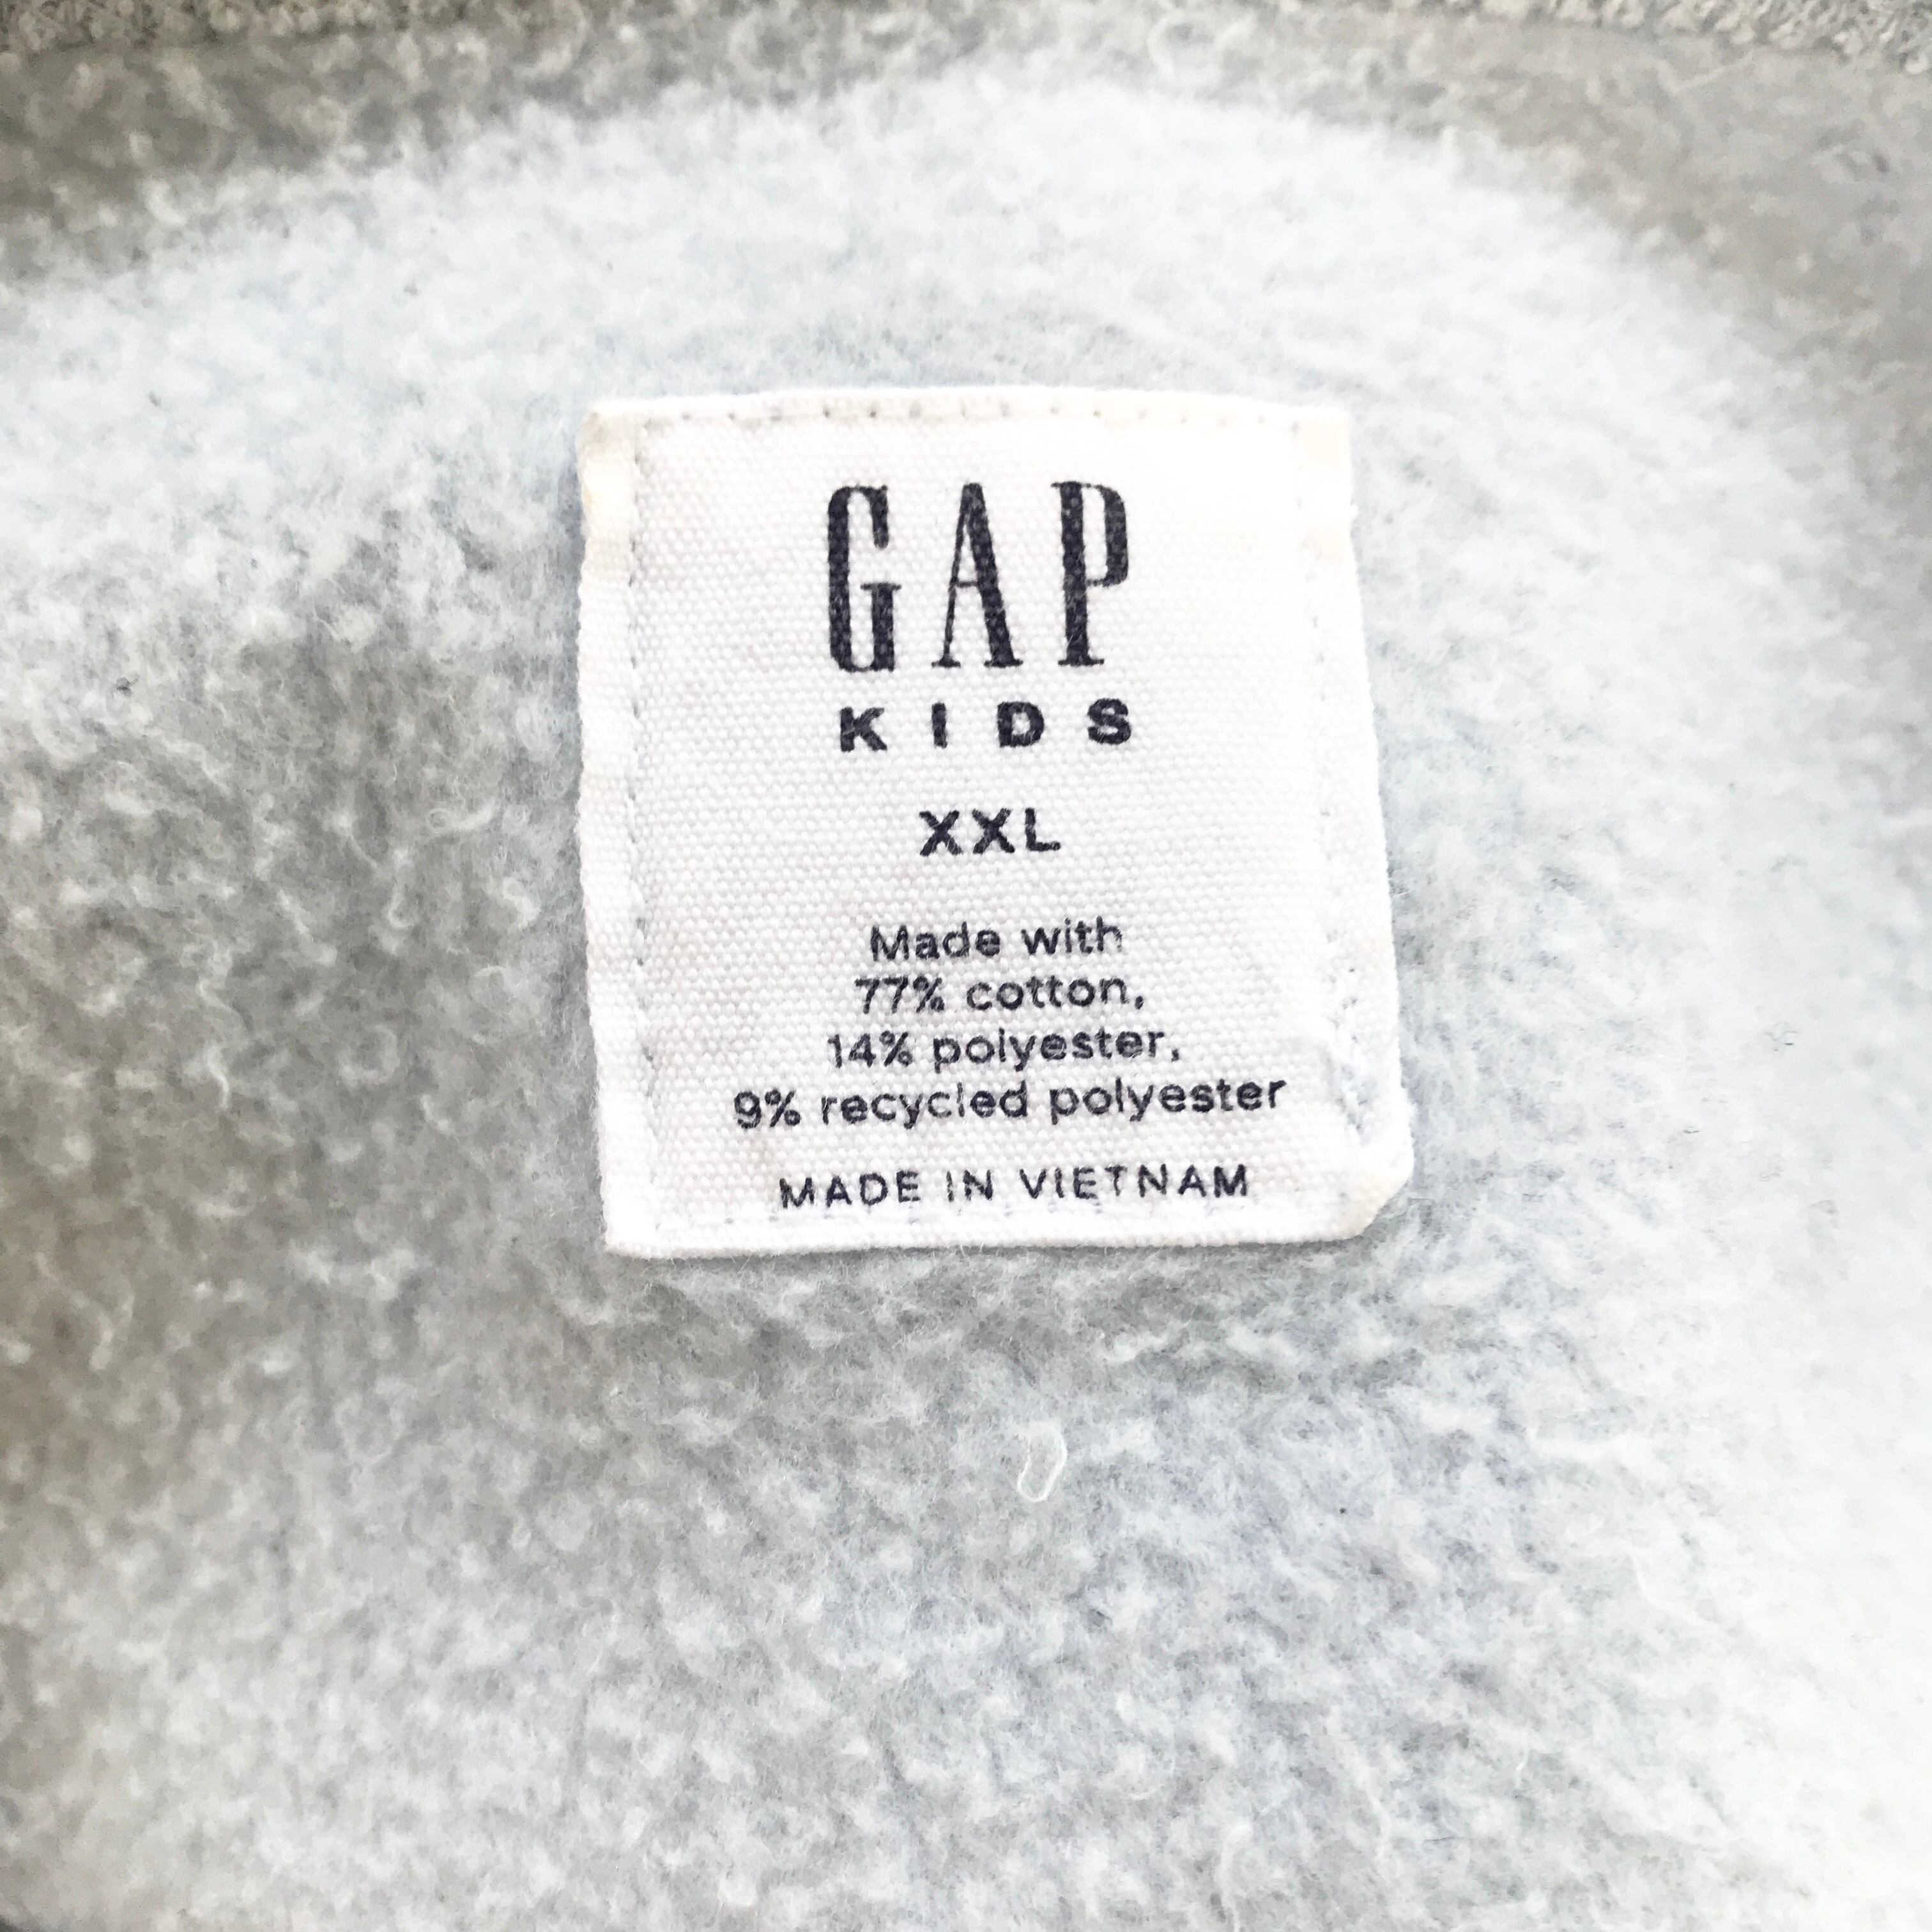 GAP
KIDS
XXL
Made with
77% cotton,
14% polyester,
9% recycled polyester
MADE IN VIETNAM